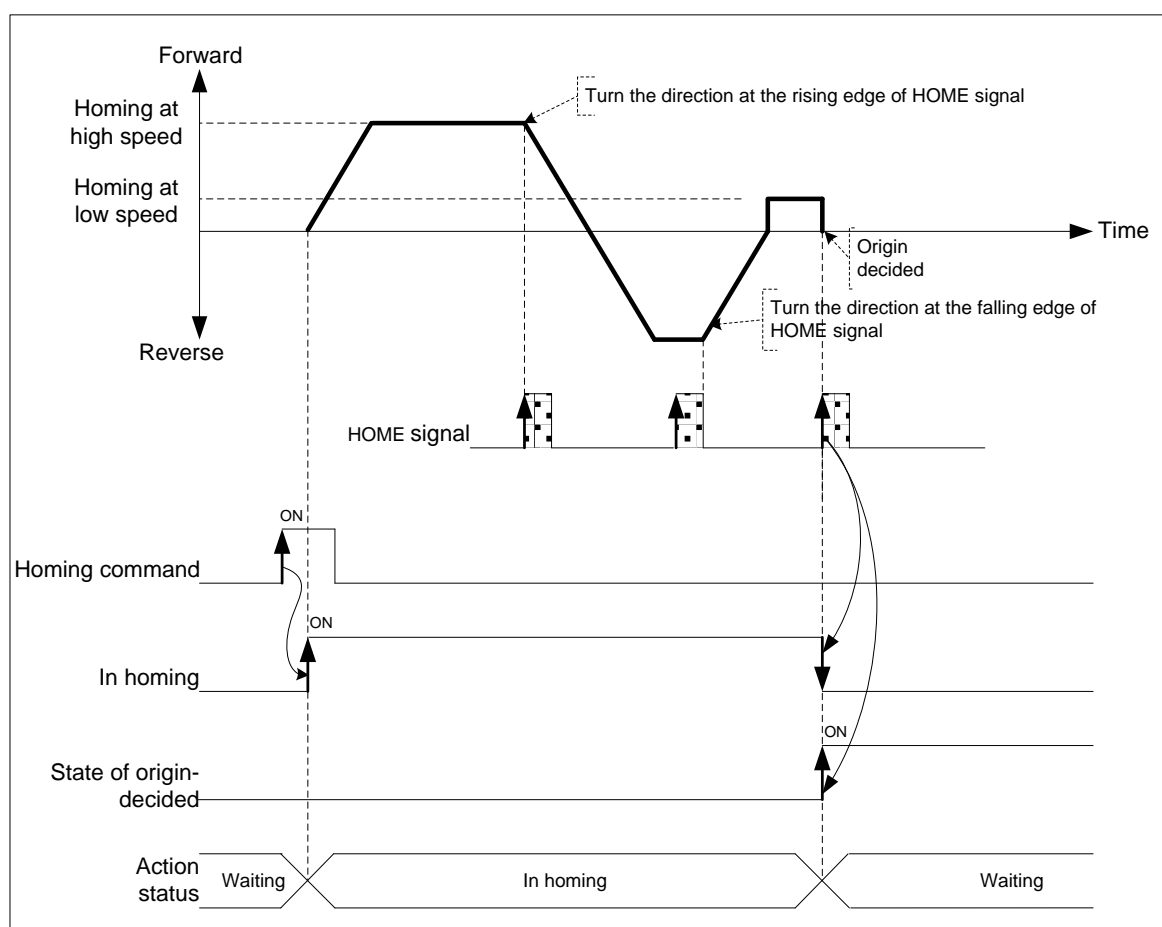 Forward
Homing at
high speed
Turn the direction at the rising edge of HOME signal
Homing at
low speed
Time
Origin
decided
Turn the direction at the falling edge of
HOME signal
Reverse
HOME signal
ON
Homing command
ON
In homing
ON
State of origin-
decided
Action
status
Waiting
In homing
Waiting